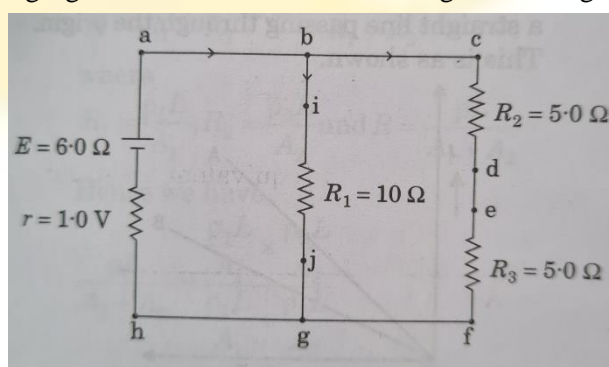 a
b
c
i
R₂ = 5·0 Ω
E = 6·0 Ω
d
R₁ = 10 Ω
e
r = 1·0 V
j
R₃ = 5·0 Ω
h
g
f